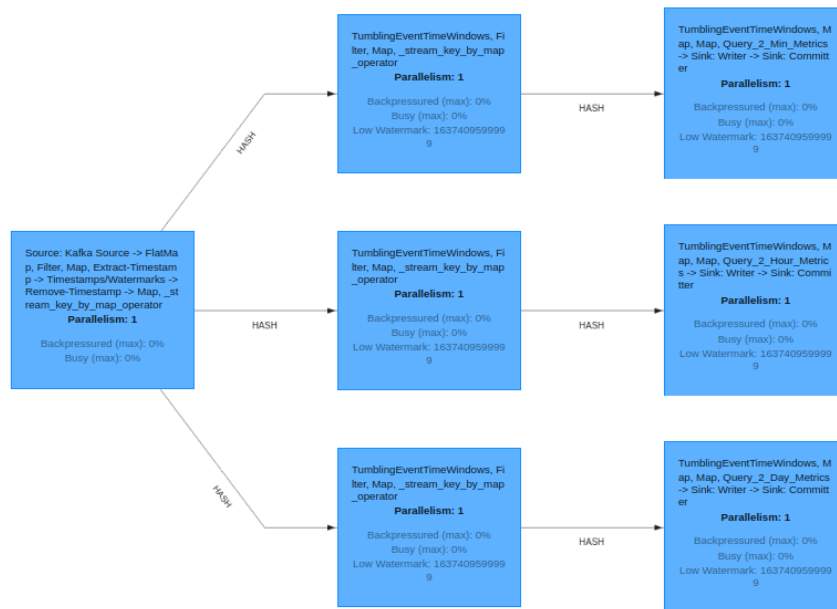 Source: Kafka Source -> FlatMa
p, Filter, Map, Extract-Timestam
p -> Timestamps/Watermarks ->
Remove-Timestamp -> Map, _st
ream_key_by_map_operator
Parallelism: 1
Backpressured (max): 0%
Busy (max): 0%
HASH
HASH
HASH
TumblingEventTimeWindows, Fi
lter, Map, _stream_key_by_map
_operator
Parallelism: 1
Backpressured (max): 0%
Busy (max): 0%
Low Watermark: 163740959999
9
HASH
TumblingEventTimeWindows, M
ap, Map, Query_2_Min_Metrics
-> Sink: Writer -> Sink: Committ
er
Parallelism: 1
Backpressured (max): 0%
Busy (max): 0%
Low Watermark: 163740959999
9
TumblingEventTimeWindows, Fi
lter, Map, _stream_key_by_map
_operator
Parallelism: 1
Backpressured (max): 0%
Busy (max): 0%
Low Watermark: 163740959999
9
HASH
TumblingEventTimeWindows, M
ap, Map, Query_2_Hour_Metric
s -> Sink: Writer -> Sink: Commi
tter
Parallelism: 1
Backpressured (max): 0%
Busy (max): 0%
Low Watermark: 163740959999
9
TumblingEventTimeWindows, Fi
lter, Map, _stream_key_by_map
_operator
Parallelism: 1
Backpressured (max): 0%
Busy (max): 0%
Low Watermark: 163740959999
9
HASH
TumblingEventTimeWindows, M
ap, Map, Query_2_Day_Metrics
-> Sink: Writer -> Sink: Committ
er
Parallelism: 1
Backpressured (max): 0%
Busy (max): 0%
Low Watermark: 163740959999
9